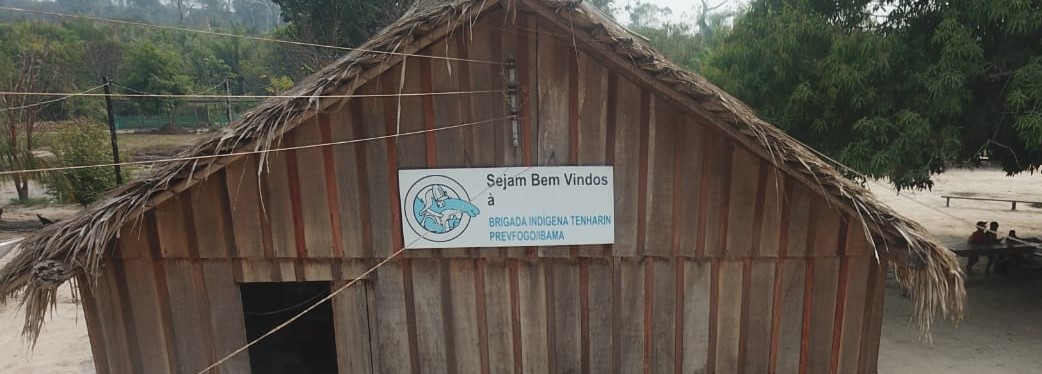 Sejam Bem Vindos
à
BRIGADA INDÍGENA TENHARIN
PREVFOGO/IBAMA